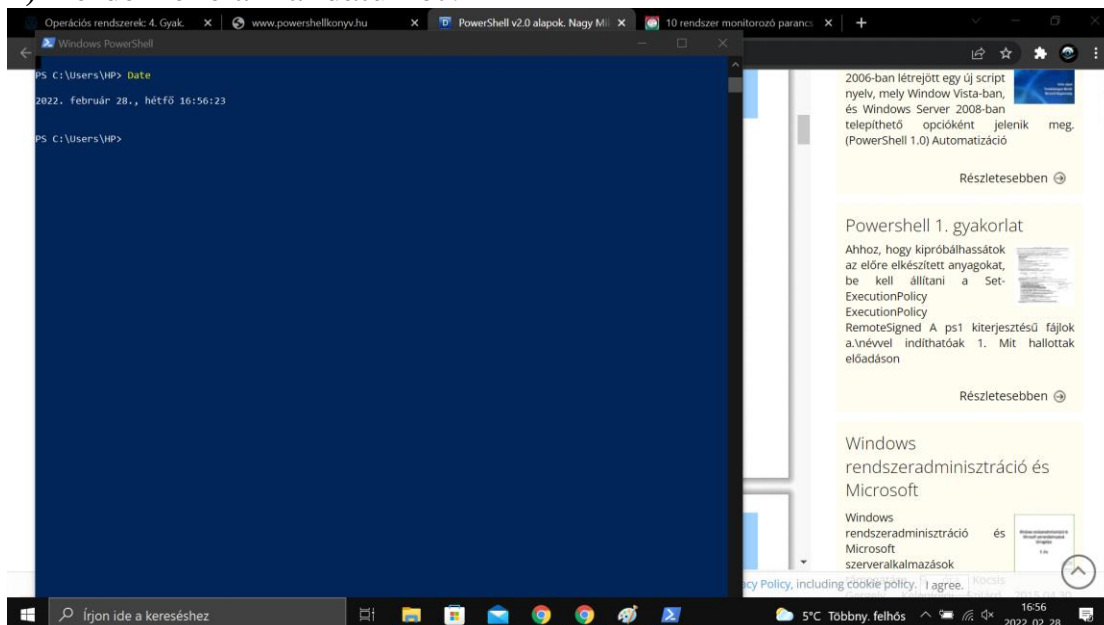 Operációs rendszerek: 4. Gyak.
www.powershellkonyv.hu
PowerShell v2.0 alapok. Nagy Mi
10 rendszer monitorozó paranc
Windows PowerShell
PS C:\Users\HP> Date
2022. február 28., hétfő 16:56:23
PS C:\Users\HP>
2006-ban létrejött egy új script
nyelv, mely Window Vista-ban,
és Windows Server 2008-ban
telepíthető opcióként jelenik meg.
(PowerShell 1.0) Automatizáció
Részletesebben
Powershell 1. gyakorlat
Ahhoz, hogy kipróbálhassátok
az előre elkészített anyagokat,
be kell állítani a Set-
ExecutionPolicy
ExecutionPolicy
RemoteSigned A ps1 kiterjesztésű fájlok
a.\névvel indíthatóak 1. Mit hallottak
előadáson
Részletesebben
Windows
rendszeradminisztráció és
Microsoft
Windows
rendszeradminisztráció és
Microsoft
szerveralkalmazások
Kocsis
acy Policy, including cookie policy. I agree.
Írjon ide a kereséshez
5°C Többny. felhős
16:56
2022. 02. 28.